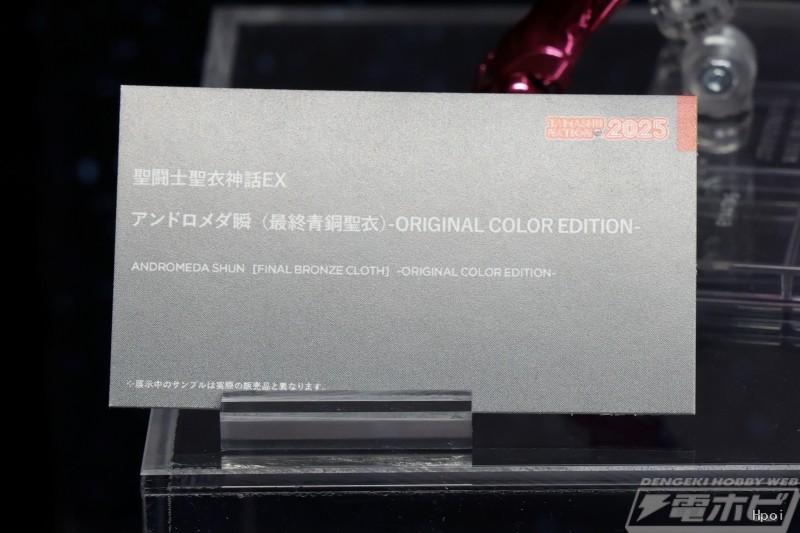 TAMASHII NATION 2025
聖闘士聖衣神話EX
アンドロメダ瞬（最終青銅聖衣）-ORIGINAL COLOR EDITION-
ANDROMEDA SHUN [FINAL BRONZE CLOTH] -ORIGINAL COLOR EDITION-
※展示中のサンプルは実際の販売品と異なります。
DENGEKI HOBBY WEB
電ホビ
Hpoi